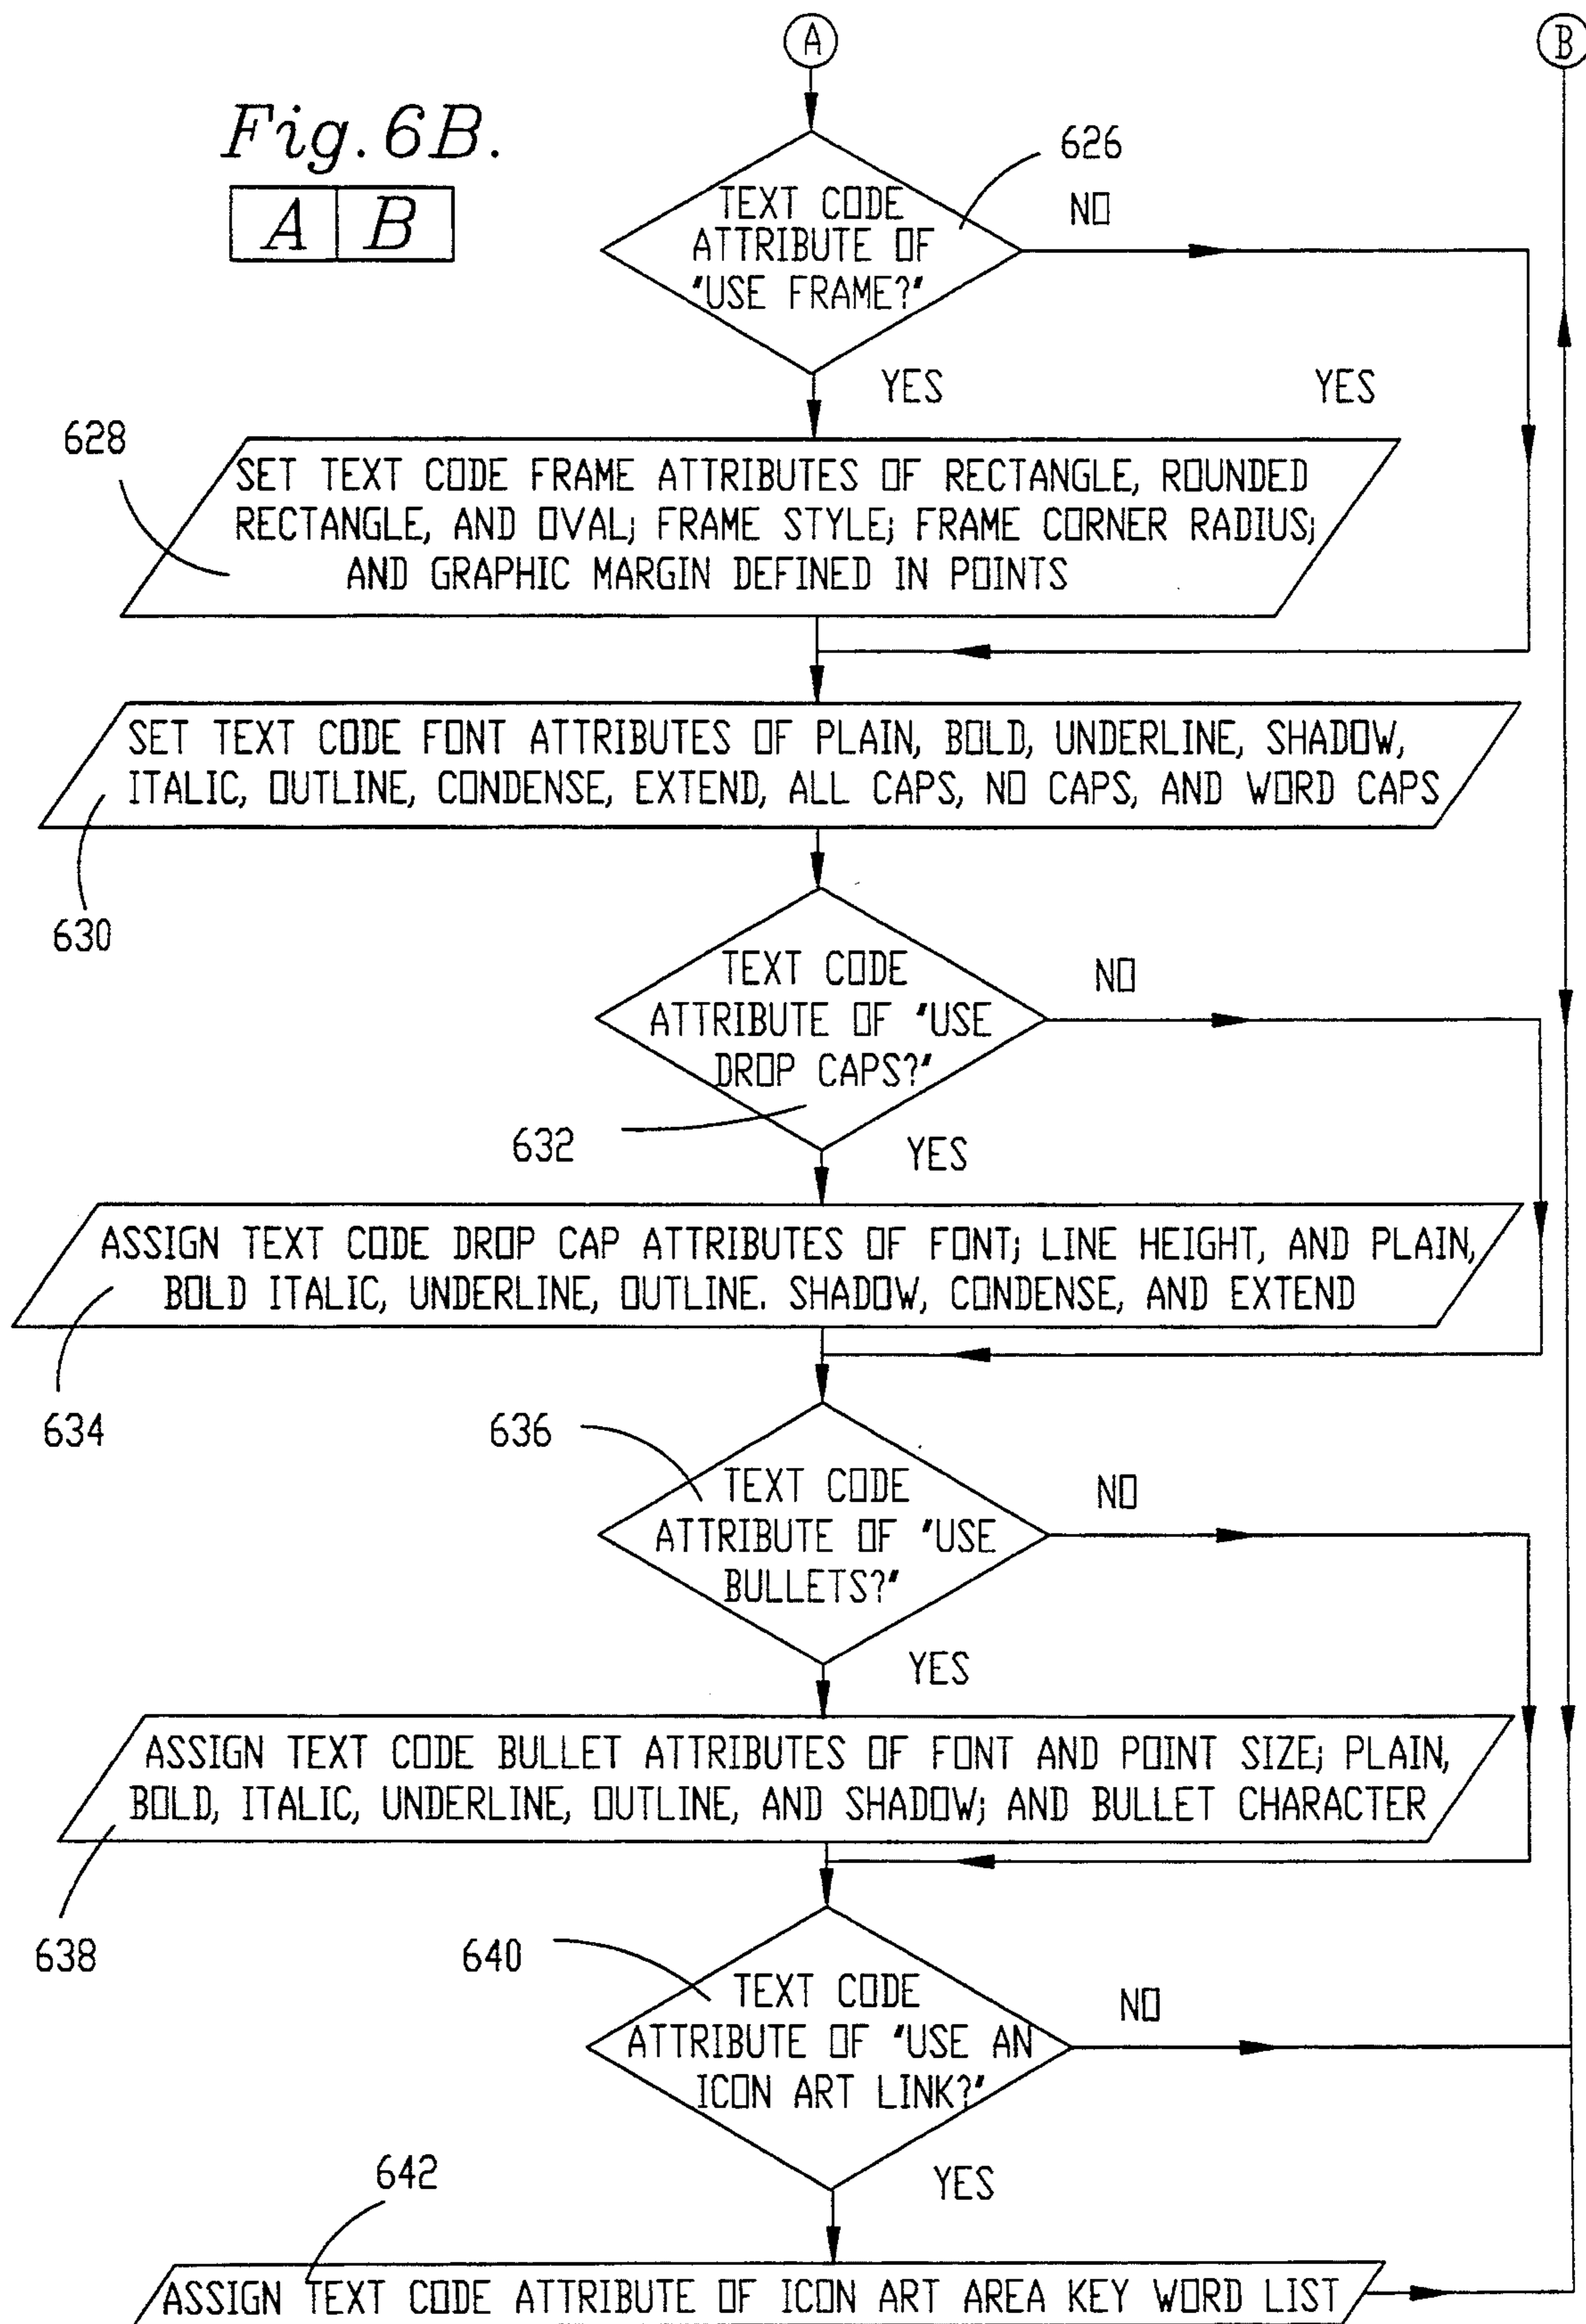 A
B
Fig. 6B.
A B
626
TEXT CODE
ATTRIBUTE OF
"USE FRAME?"
NO
YES
YES
628
SET TEXT CODE FRAME ATTRIBUTES OF RECTANGLE, ROUNDED
RECTANGLE, AND OVAL; FRAME STYLE; FRAME CORNER RADIUS;
AND GRAPHIC MARGIN DEFINED IN POINTS
SET TEXT CODE FONT ATTRIBUTES OF PLAIN, BOLD, UNDERLINE, SHADOW,
ITALIC, OUTLINE, CONDENSE, EXTEND, ALL CAPS, NO CAPS, AND WORD CAPS
630
TEXT CODE
ATTRIBUTE OF "USE
DROP CAPS?"
NO
632
YES
ASSIGN TEXT CODE DROP CAP ATTRIBUTES OF FONT; LINE HEIGHT, AND PLAIN,
BOLD ITALIC, UNDERLINE, OUTLINE. SHADOW, CONDENSE, AND EXTEND
634
636
TEXT CODE
ATTRIBUTE OF "USE
BULLETS?"
NO
YES
ASSIGN TEXT CODE BULLET ATTRIBUTES OF FONT AND POINT SIZE; PLAIN,
BOLD, ITALIC, UNDERLINE, OUTLINE, AND SHADOW; AND BULLET CHARACTER
638
640
TEXT CODE
ATTRIBUTE OF "USE AN
ICON ART LINK?"
NO
642
YES
ASSIGN TEXT CODE ATTRIBUTE OF ICON ART AREA KEY WORD LIST